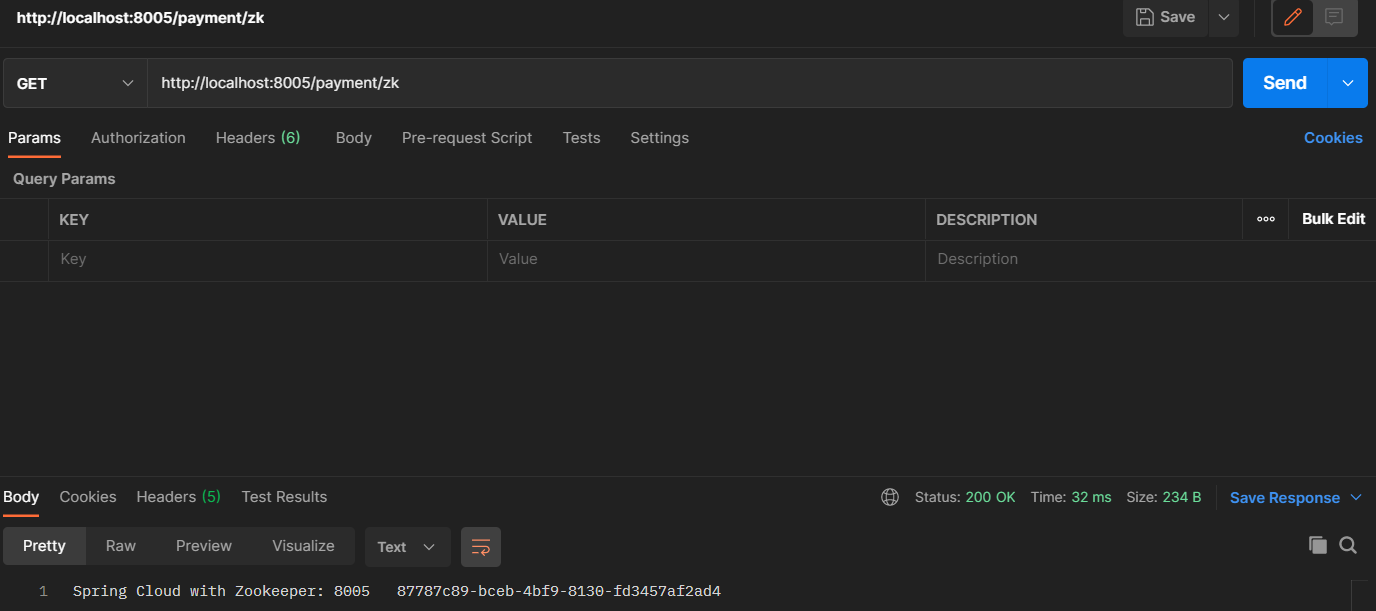 http://localhost:8005/payment/zk Save
GET http://localhost:8005/payment/zk Send
Params Authorization Headers (6) Body Pre-request Script Tests Settings Cookies
Query Params
KEY VALUE DESCRIPTION Bulk Edit
Key Value Description
Body Cookies Headers (5) Test Results Status: 200 OK Time: 32 ms Size: 234 B Save Response
Pretty Raw Preview Visualize Text
1 Spring Cloud with Zookeeper: 8005 87787c89-bceb-4bf9-8130-fd3457af2ad4